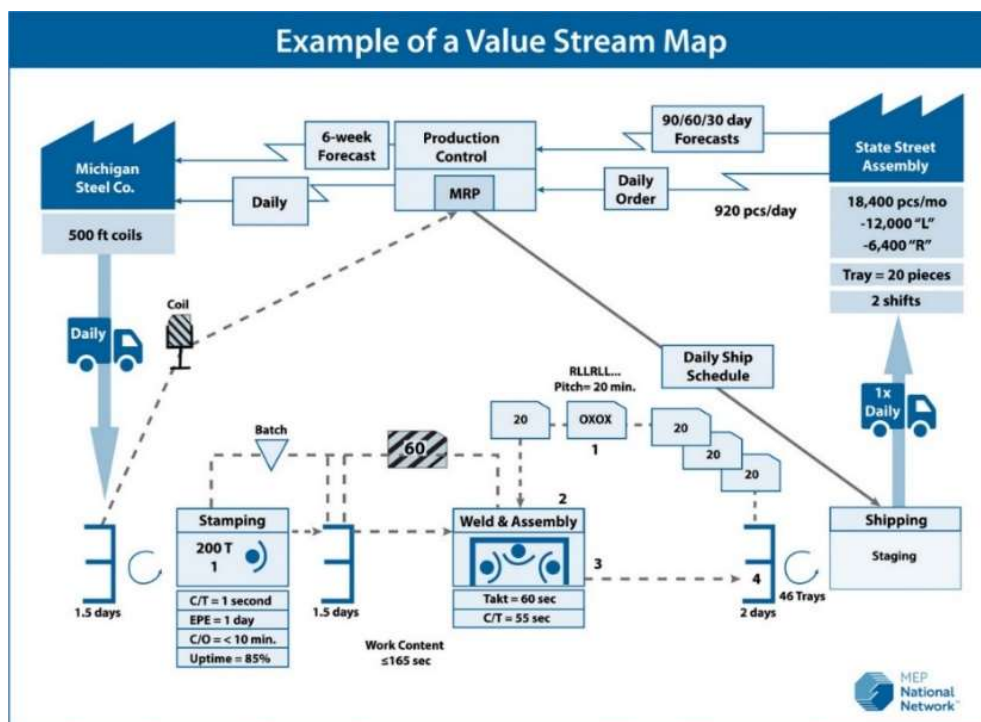 Example of a Value Stream Map
Michigan
Steel Co.
500 ft coils
Daily
6-week
Forecast
Daily
Production
Control
MRP
90/60/30 day
Forecasts
Daily
Order
920 pcs/day
State Street
Assembly
18,400 pcs/mo
-12,000 "L"
-6,400 "R"
Tray = 20 pieces
2 shifts
Coil
Daily Ship
Schedule
1x
Daily
RLLRLL...
Pitch= 20 min.
20
OXOX
1
20
20
20
Batch
60
1.5 days
Stamping
200 T
1
C/T = 1 second
EPE = 1 day
C/O = < 10 min.
Uptime = 85%
1.5 days
2
Weld & Assembly
Takt = 60 sec
C/T = 55 sec
Work Content
≤165 sec
3
4
2 days
46 Trays
Shipping
Staging
MEP
National
Network™